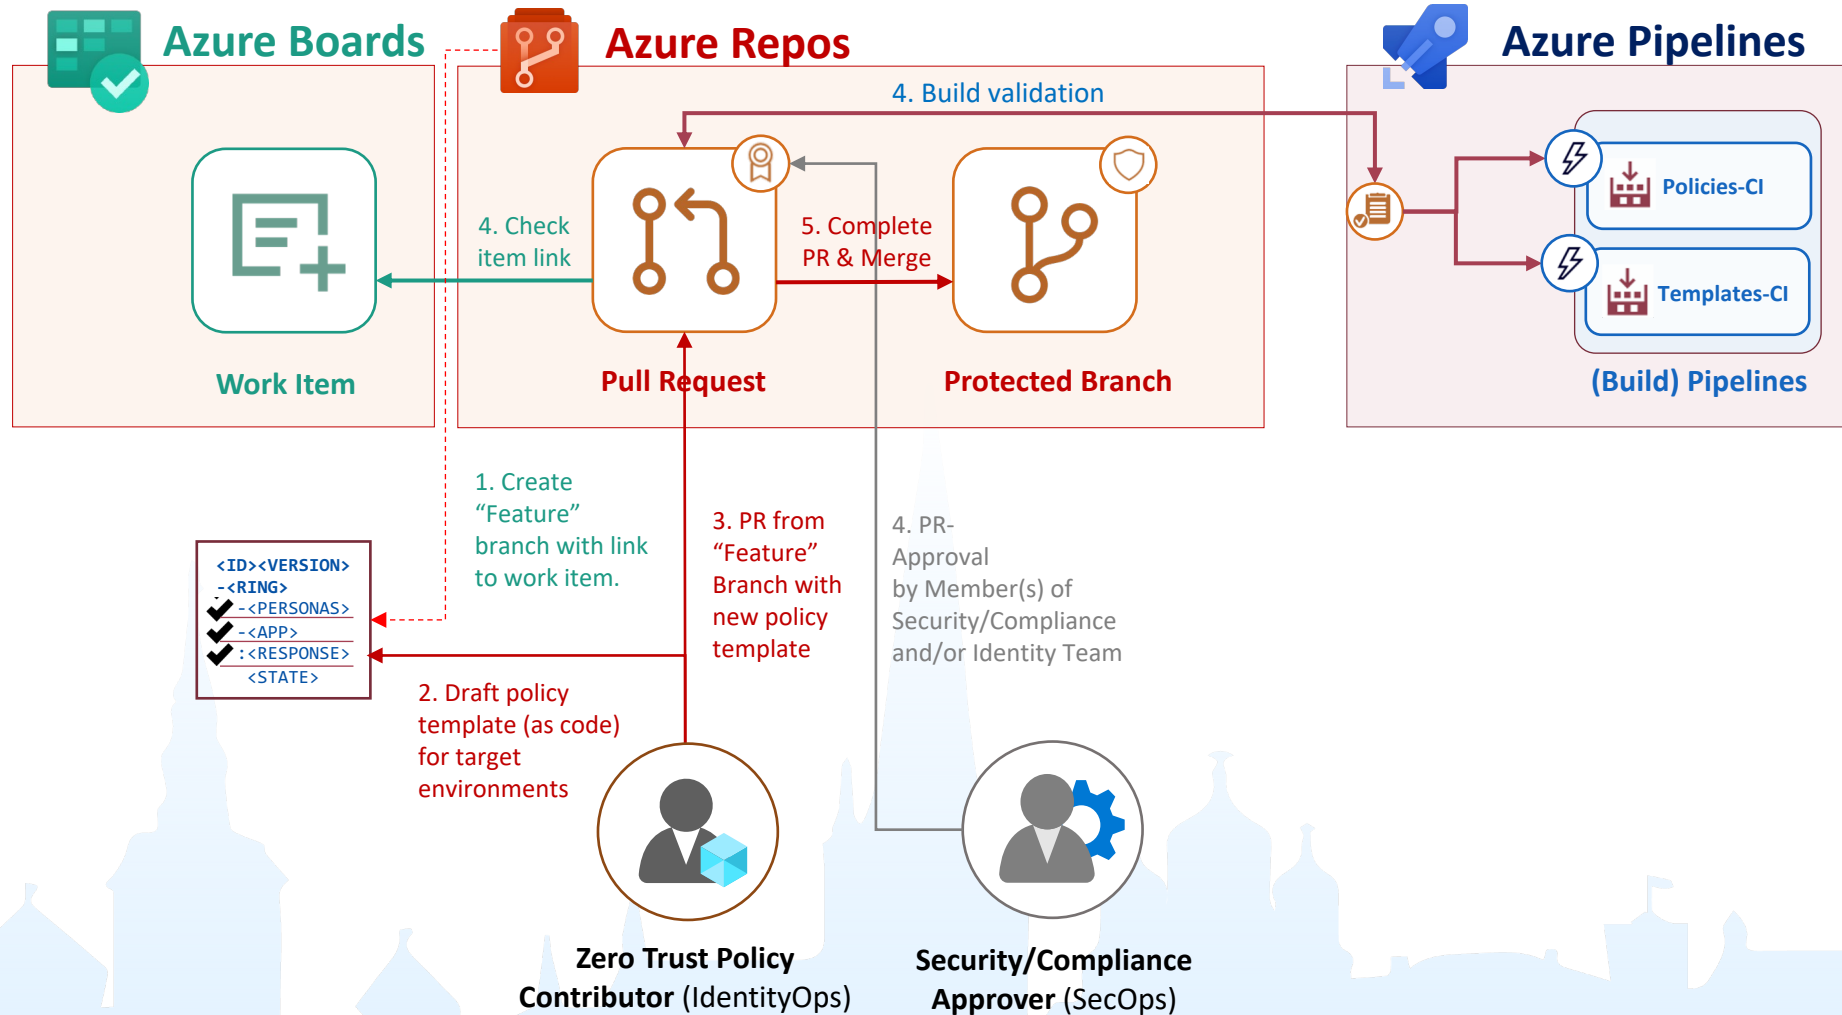 Azure Boards
Azure Repos
Azure Pipelines
4. Build validation
Policies-CI
4. Check
item link
5. Complete
PR & Merge
Templates-CI
Work Item
Pull Request
Protected Branch
(Build) Pipelines
1. Create
“Feature”
branch with link
to work item.
3. PR from
“Feature”
Branch with
new policy
template
4. PR-
Approval
by Member(s) of
Security/Compliance
and/or Identity Team
<ID><VERSION>
-<RING>
-<PERSONAS>
-<APP>
:<RESPONSE>
<STATE>
2. Draft policy
template (as code)
for target
environments
Zero Trust Policy
Contributor (IdentityOps)
Security/Compliance
Approver (SecOps)